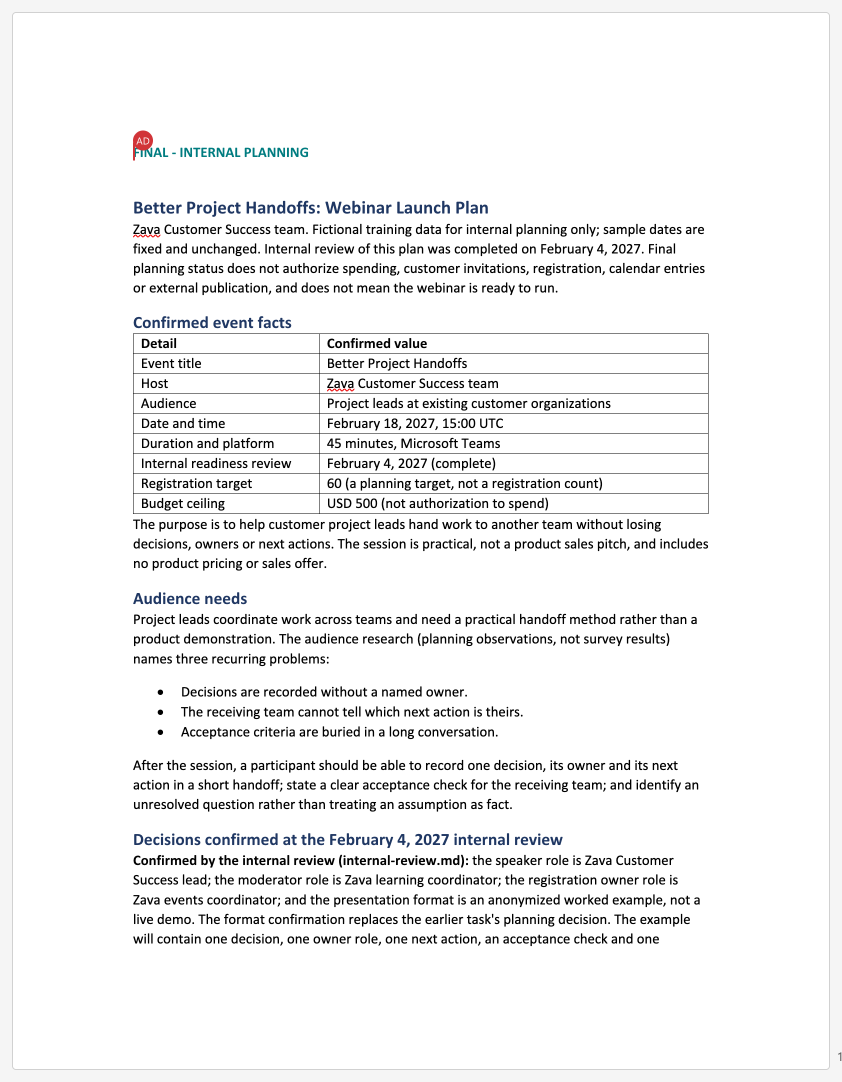 AD
FINAL - INTERNAL PLANNING
Better Project Handoffs: Webinar Launch Plan
Zava Customer Success team. Fictional training data for internal planning only; sample dates are
fixed and unchanged. Internal review of this plan was completed on February 4, 2027. Final
planning status does not authorize spending, customer invitations, registration, calendar entries
or external publication, and does not mean the webinar is ready to run.
Confirmed event facts
Detail Confirmed value
Event title Better Project Handoffs
Host Zava Customer Success team
Audience Project leads at existing customer organizations
Date and time February 18, 2027, 15:00 UTC
Duration and platform 45 minutes, Microsoft Teams
Internal readiness review February 4, 2027 (complete)
Registration target 60 (a planning target, not a registration count)
Budget ceiling USD 500 (not authorization to spend)
The purpose is to help customer project leads hand work to another team without losing
decisions, owners or next actions. The session is practical, not a product sales pitch, and includes
no product pricing or sales offer.
Audience needs
Project leads coordinate work across teams and need a practical handoff method rather than a
product demonstration. The audience research (planning observations, not survey results)
names three recurring problems:
• Decisions are recorded without a named owner.
• The receiving team cannot tell which next action is theirs.
• Acceptance criteria are buried in a long conversation.
After the session, a participant should be able to record one decision, its owner and its next
action in a short handoff; state a clear acceptance check for the receiving team; and identify an
unresolved question rather than treating an assumption as fact.
Decisions confirmed at the February 4, 2027 internal review
Confirmed by the internal review (internal-review.md): the speaker role is Zava Customer
Success lead; the moderator role is Zava learning coordinator; the registration owner role is
Zava events coordinator; and the presentation format is an anonymized worked example, not a
live demo. The format confirmation replaces the earlier task's planning decision. The example
will contain one decision, one owner role, one next action, an acceptance check and one
1